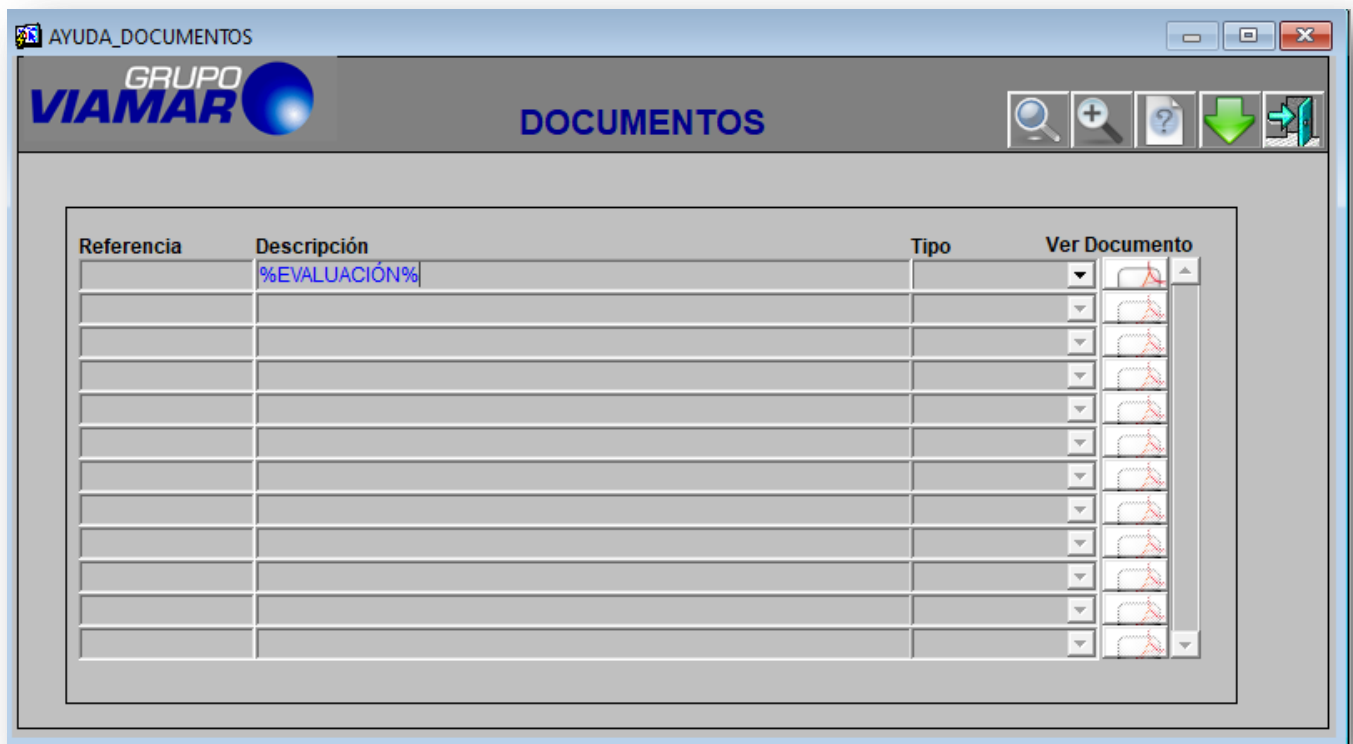 AYUDA_DOCUMENTOS
GRUPO
VIAMAR
DOCUMENTOS
Referencia Descripción Tipo Ver Documento
%EVALUACIÓN%